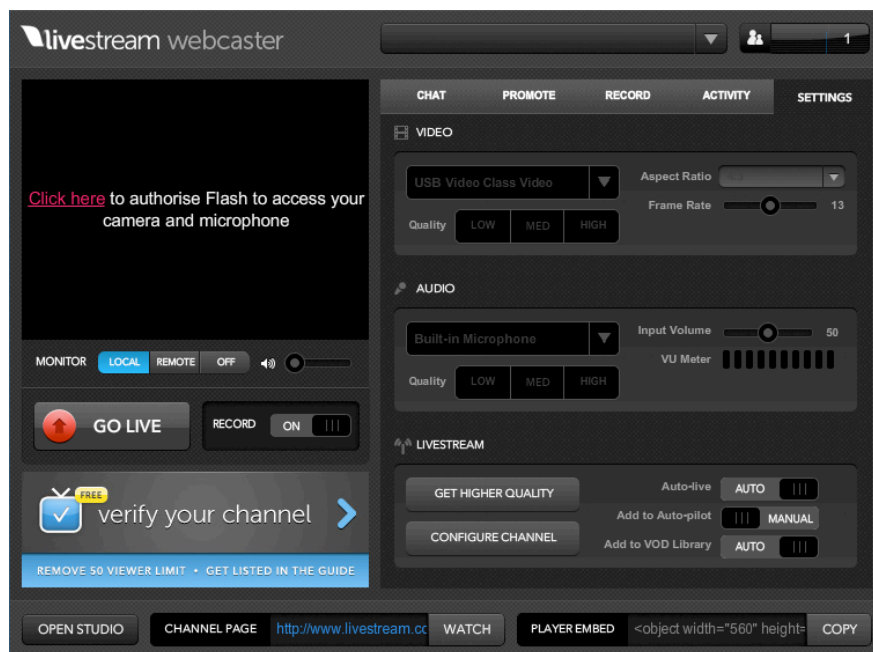 livestream webcaster
1
CHAT PROMOTE RECORD ACTIVITY SETTINGS
Click here to authorise Flash to access your
camera and microphone
MONITOR LOCAL REMOTE OFF
GO LIVE
RECORD ON
FREE
verify your channel
REMOVE 50 VIEWER LIMIT • GET LISTED IN THE GUIDE
VIDEO
USB Video Class Video
Aspect Ratio
Frame Rate 13
Quality LOW MED HIGH
AUDIO
Built-in Microphone
Input Volume 50
VU Meter
Quality LOW MED HIGH
LIVESTREAM
GET HIGHER QUALITY
CONFIGURE CHANNEL
Auto-live AUTO
Add to Auto-pilot MANUAL
Add to VOD Library AUTO
OPEN STUDIO CHANNEL PAGE http://www.livestream.cc WATCH PLAYER EMBED <object width="560" height= COPY